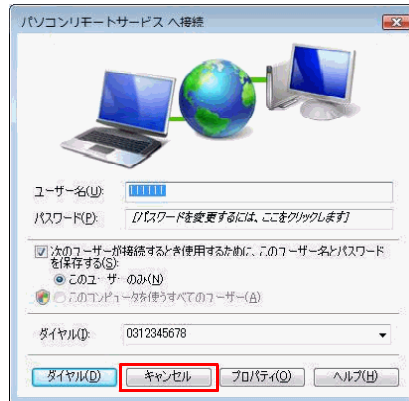 パソコンリモートサービス へ接続
ユーザー名(U):
パスワード(P): [パスワードを変更するには、ここをクリックします]
次のユーザーが接続するとき使用するために、このユーザー名とパスワード
を保存する(S):
このユーザーのみ(N)
このコンピュータを使うすべてのユーザー(A)
ダイヤル(I): 0312345678
ダイヤル(D) キャンセル プロパティ(O) ヘルプ(H)